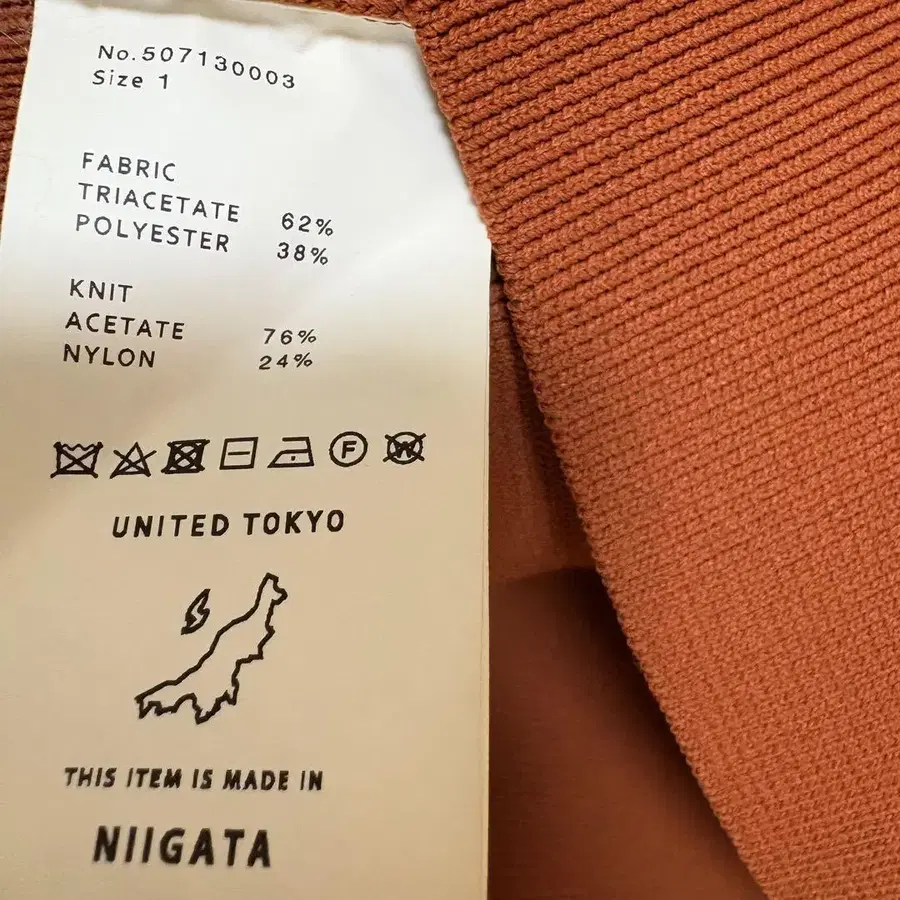 No.507130003
Size 1
FABRIC
TRIACETATE 62%
POLYESTER 38%
KNIT
ACETATE 76%
NYLON 24%
F W
UNITED TOKYO
THIS ITEM IS MADE IN
NIIGATA